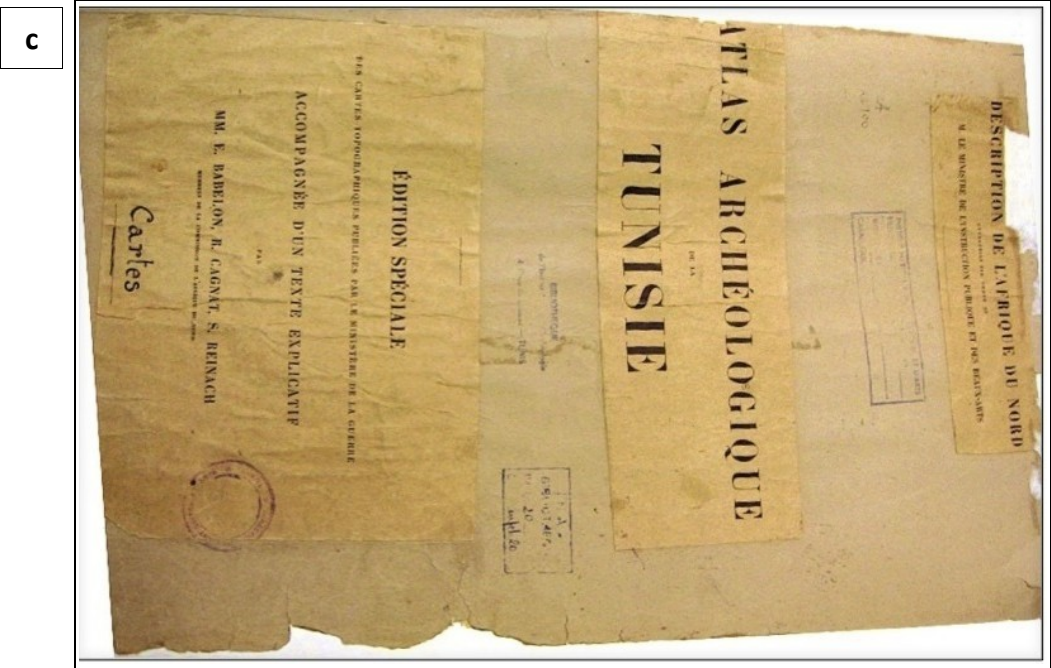 c
DESCRIPTION DE L'AFRIQUE DU NORD
M. LE MINISTRE DE L'INSTRUCTION PUBLIQUE ET DES BEAUX-ARTS
ATLAS ARCHÉOLOGIQUE
DE LA
TUNISIE
ÉDITION SPÉCIALE
DES CARTES TOPOGRAPHIQUES PUBLIÉES PAR LE MINISTÈRE DE LA GUERRE
ACCOMPAGNÉE D'UN TEXTE EXPLICATIF
PAR
MM. E. BABELON, R. CAGNAT, S. REINACH
Cartes